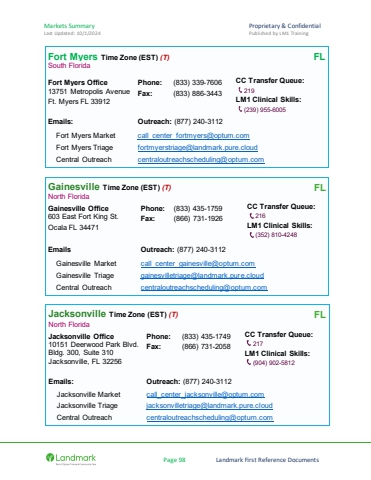 Markets Summary
Proprietary & Confidential
Last Updated: 10/3/2024
Published by LM1 Training
Fort Myers Time Zone (EST) (T)
FL
South Florida
Fort Myers Office
13751 Metropolis Avenue
Ft. Myers FL 33912
Phone: (833) 339-7606
Fax: (833) 886-3443
CC Transfer Queue:
219
LM1 Clinical Skills:
(239) 955-6005
Emails:
Outreach: (877) 240-3112
Fort Myers Market call_center_fortmyers@optum.com
Fort Myers Triage fortmyerstriage@landmark.pure.cloud
Central Outreach centraloutreachscheduling@optum.com
Gainesville Time Zone (EST) (T)
FL
North Florida
Gainesville Office
603 East Fort King St.
Ocala FL 34471
Phone: (833) 435-1759
Fax: (866) 731-1926
CC Transfer Queue:
216
LM1 Clinical Skills:
(352) 810-4248
Emails
Outreach: (877) 240-3112
Gainesville Market call_center_gainesville@optum.com
Gainesville Triage gainesvilletriage@landmark.pure.cloud
Central Outreach centraloutreachscheduling@optum.com
Jacksonville Time Zone (EST) (T)
FL
North Florida
Jacksonville Office
10151 Deerwood Park Blvd.
Bldg. 300, Suite 310
Jacksonville, FL 32256
Phone: (833) 435-1749
Fax: (866) 731-2058
CC Transfer Queue:
217
LM1 Clinical Skills:
(904) 902-5812
Emails:
Outreach: (877) 240-3112
Jacksonville Market call_center_jacksonville@optum.com
Jacksonville Triage jacksonvilletriage@landmark.pure.cloud
Central Outreach centraloutreachscheduling@optum.com
Landmark
Page 98
Landmark First Reference Documents